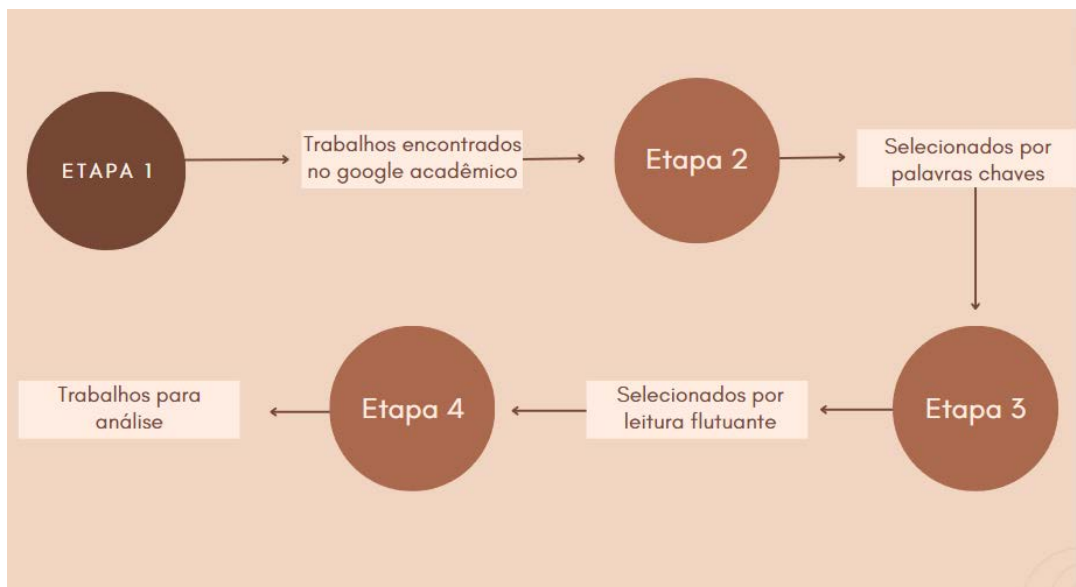 ETAPA 1
Trabalhos encontrados
no google acadêmico
Etapa 2
Selecionados por
palavras chaves
Etapa 3
Selecionados por
leitura flutuante
Etapa 4
Trabalhos para
análise